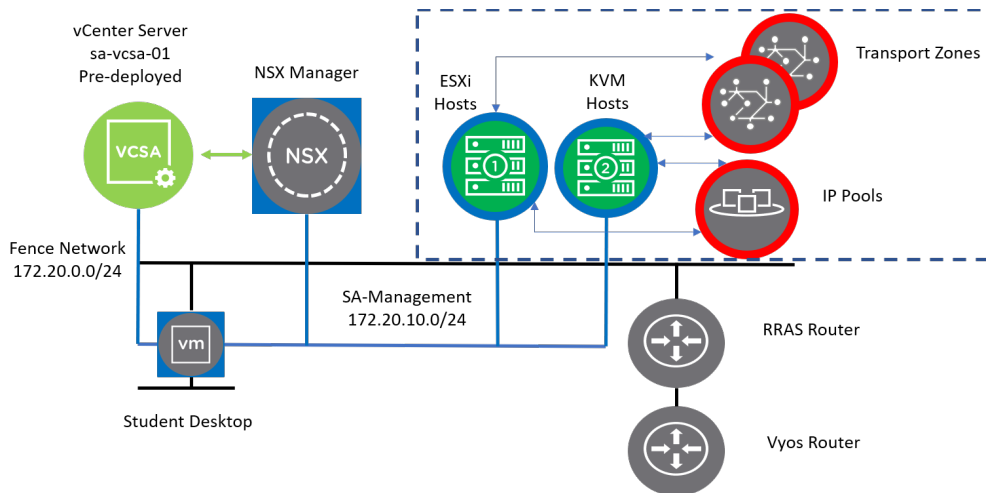 vCenter Server
sa-vcsa-01
Pre-deployed
NSX Manager
ESXi
Hosts
KVM
Hosts
Transport Zones
VCSA
NSX
1
2
IP Pools
Fence Network
172.20.0.0/24
SA-Management
172.20.10.0/24
vm
RRAS Router
Student Desktop
Vyos Router